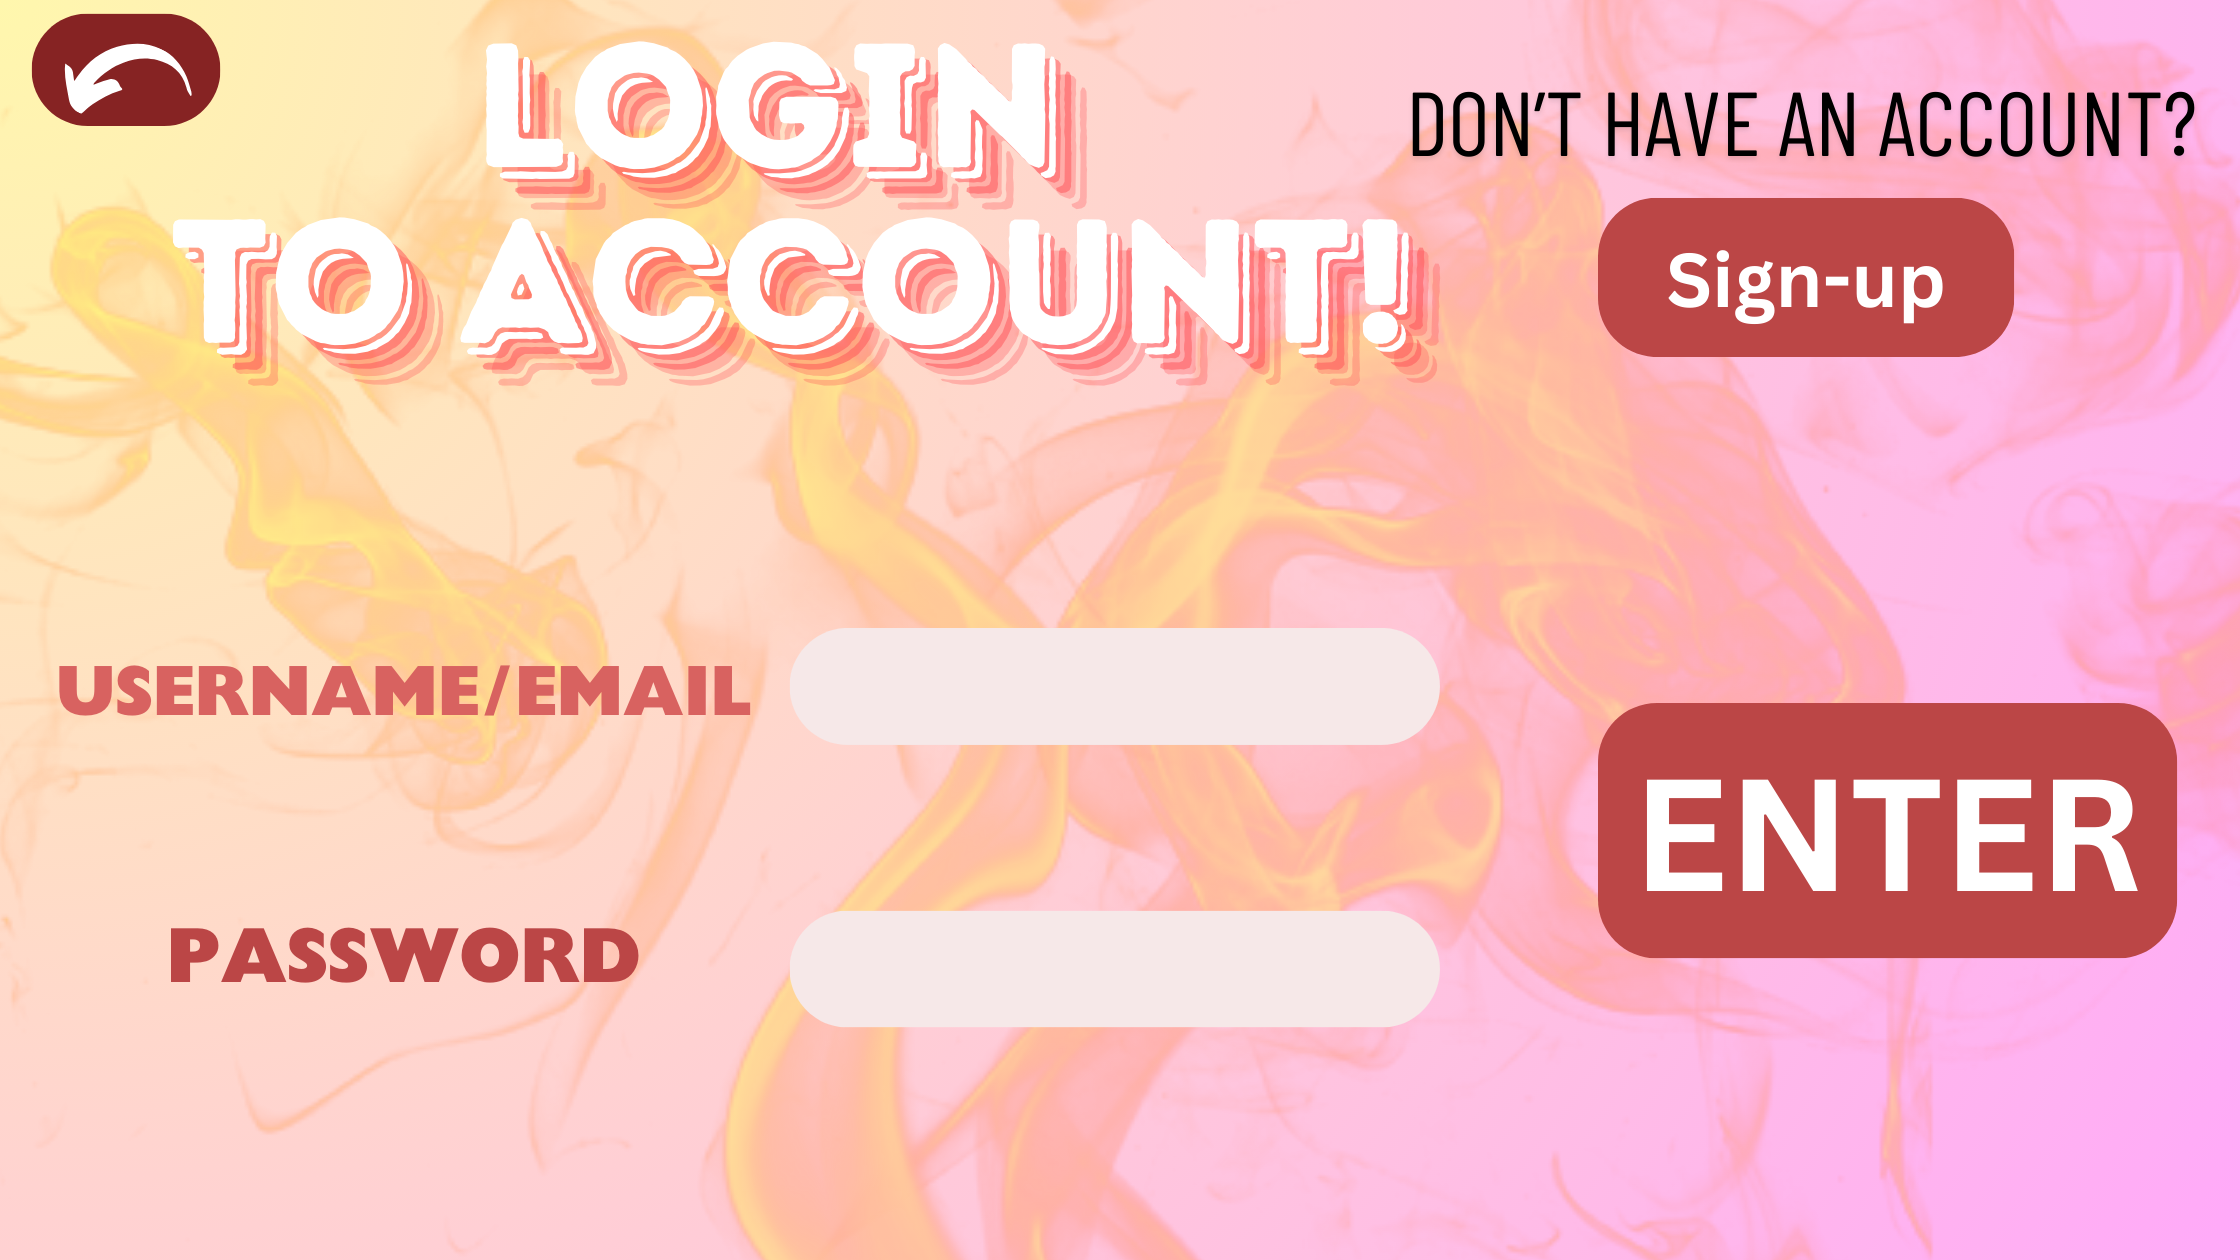 LOGIN
TO ACCOUNT!
DON'T HAVE AN ACCOUNT?
Sign-up
USERNAME/EMAIL
PASSWORD
ENTER